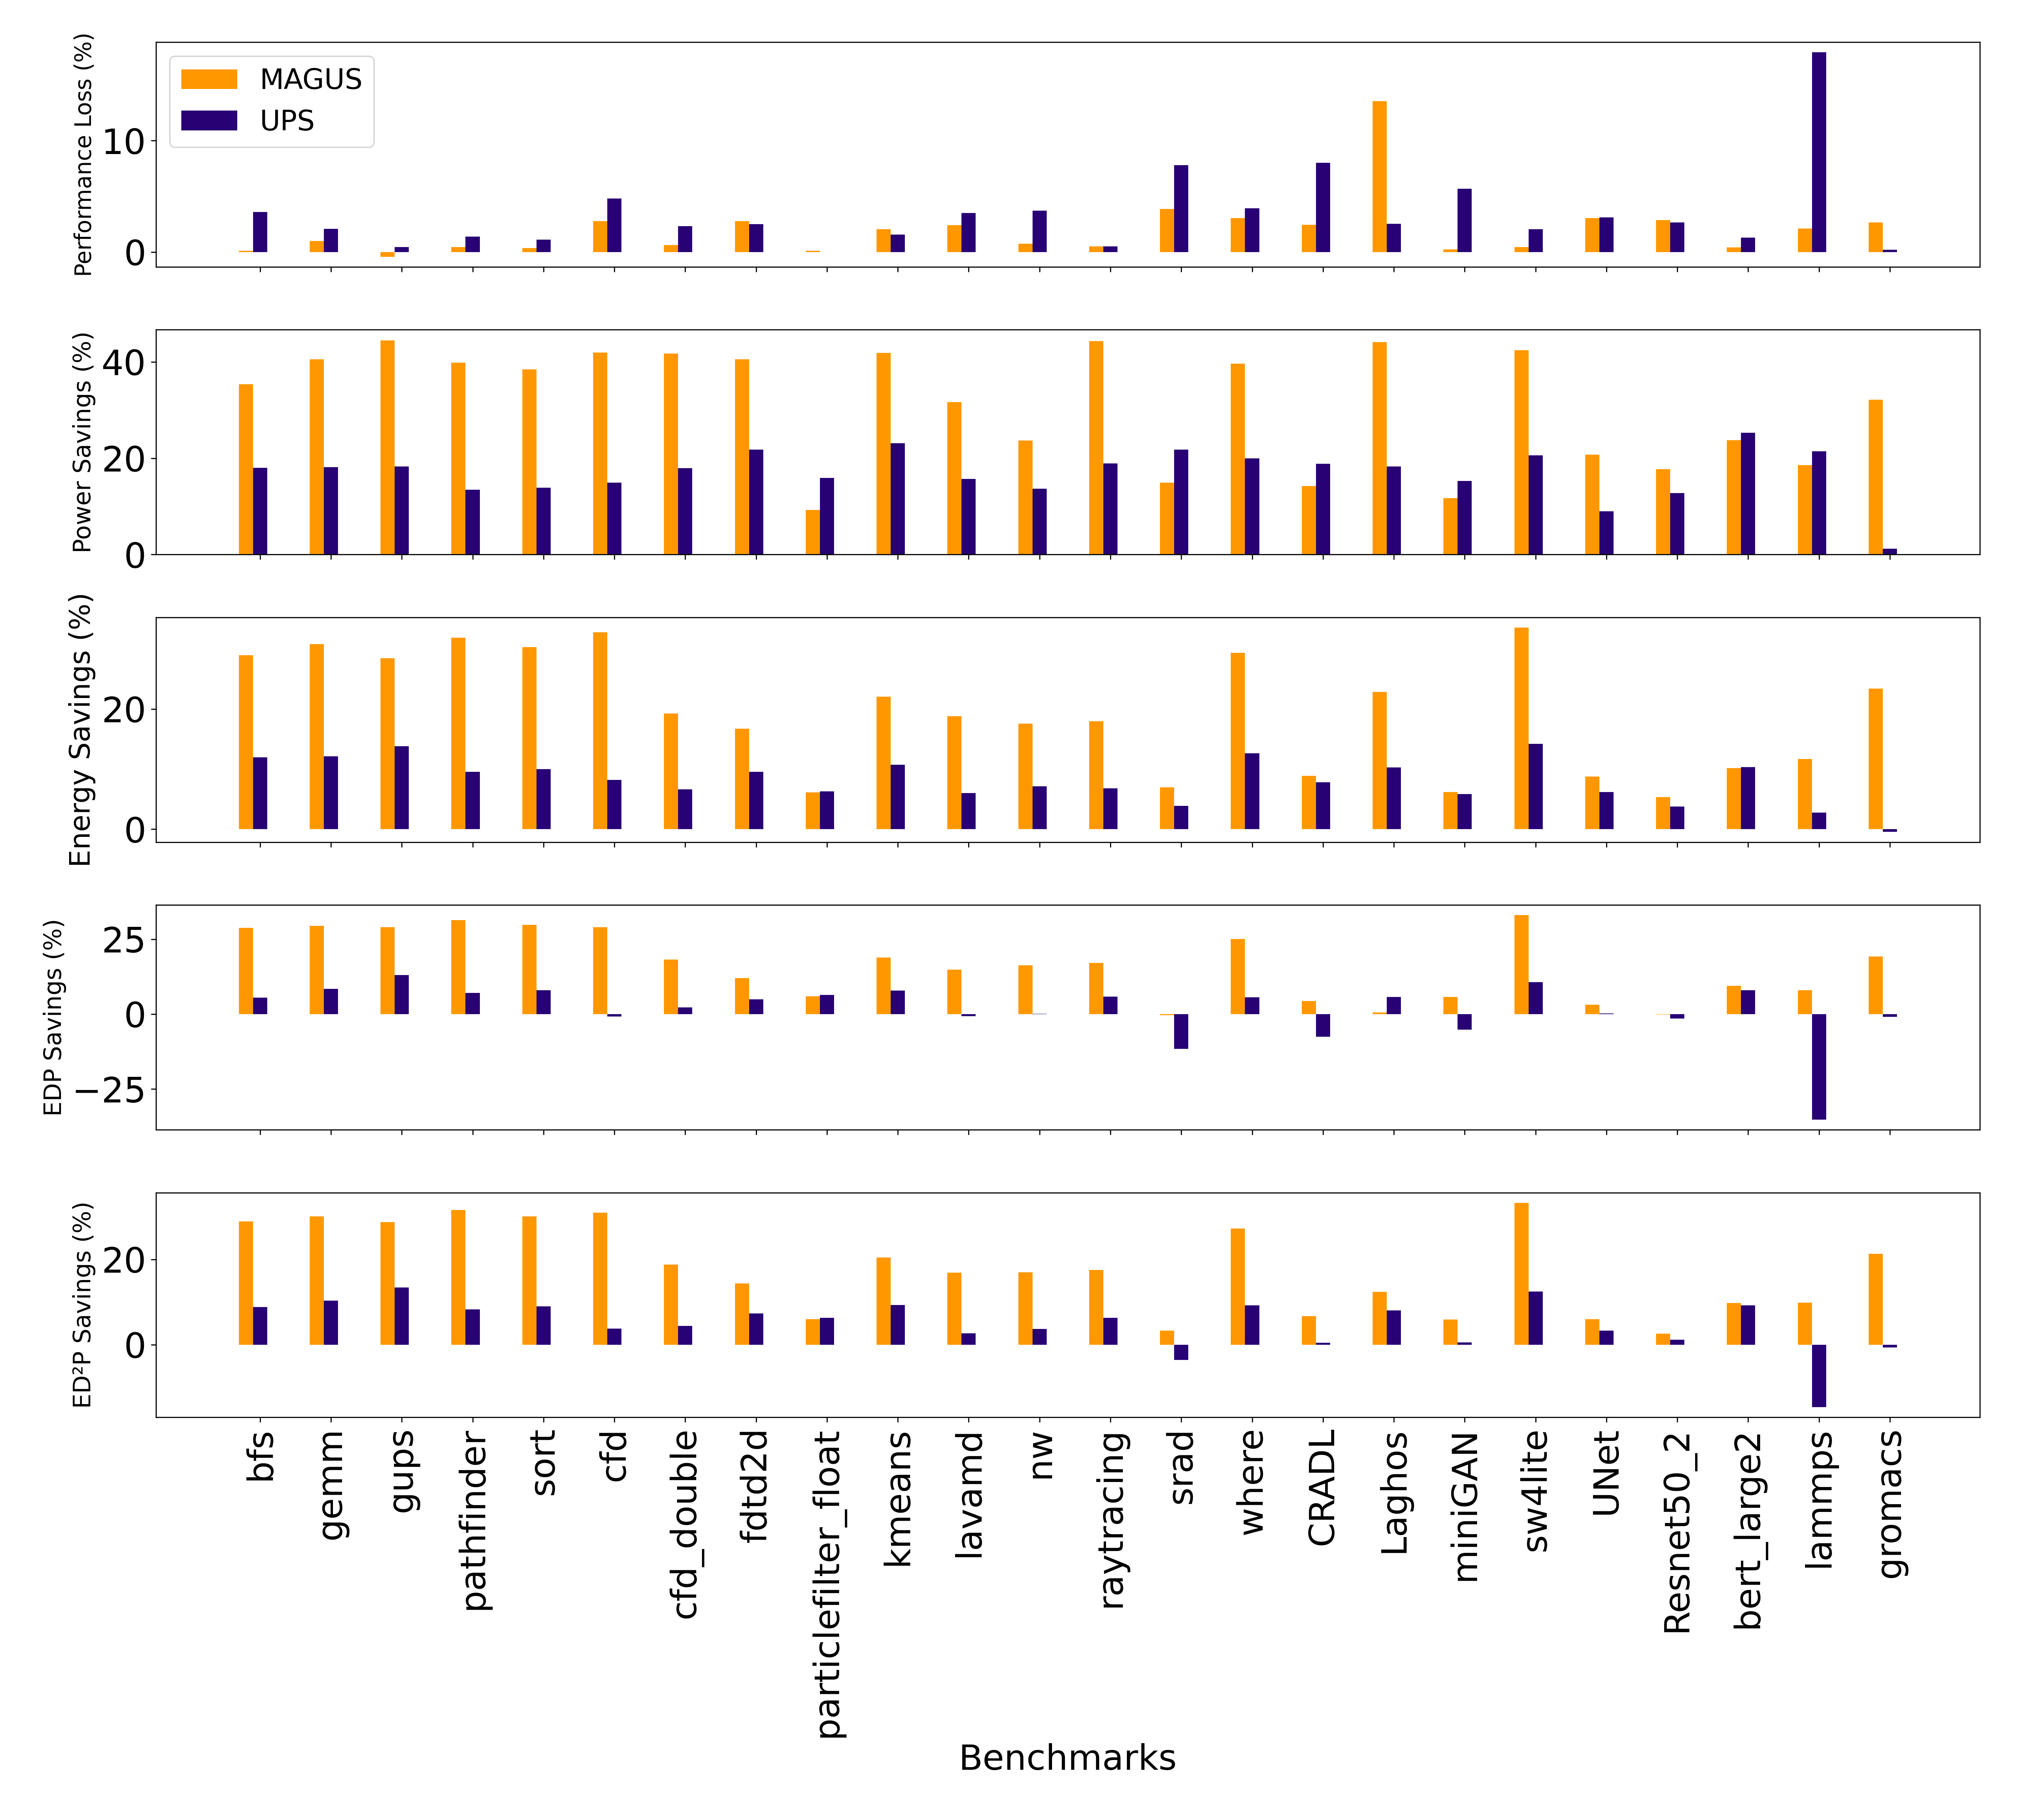 Performance Loss (%)
10
0
MAGUS
UPS
Power Savings (%)
40
20
0
Energy Savings (%)
20
0
EDP Savings (%)
25
0
−25
ED²P Savings (%)
20
0
bfs
gemm
gups
pathfinder
sort
cfd
cfd_double
fdtd2d
particlefilter_float
kmeans
lavamd
nw
raytracing
srad
where
CRADL
Laghos
miniGAN
sw4lite
UNet
Resnet50_2
bert_large2
lammps
gromacs
Benchmarks